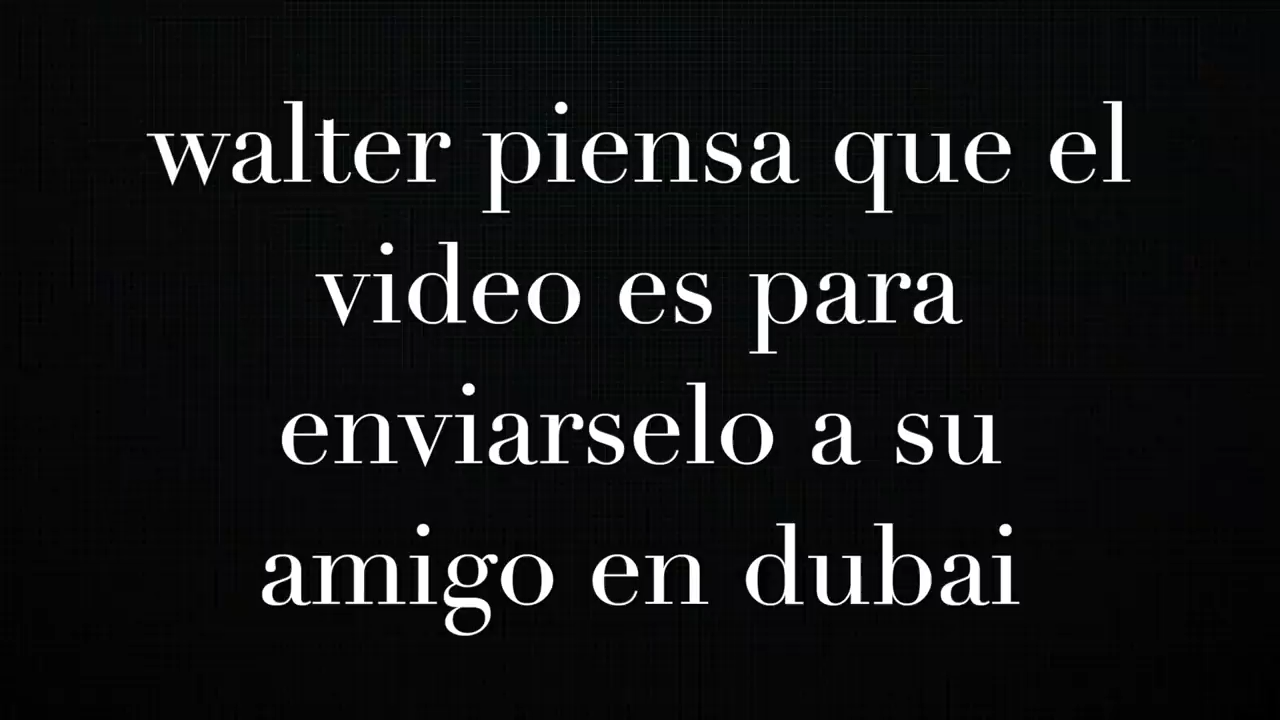 walter piensa que el
video es para
enviarselo a su
amigo en dubai